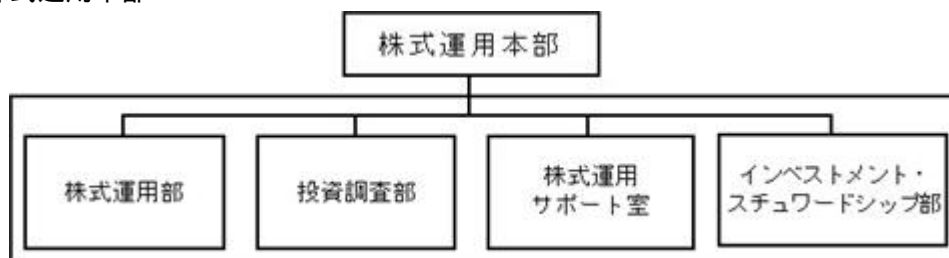 株式運用本部
株式運用部
投資調査部
株式運用
サポート室
インベストメント・
スチュワードシップ部